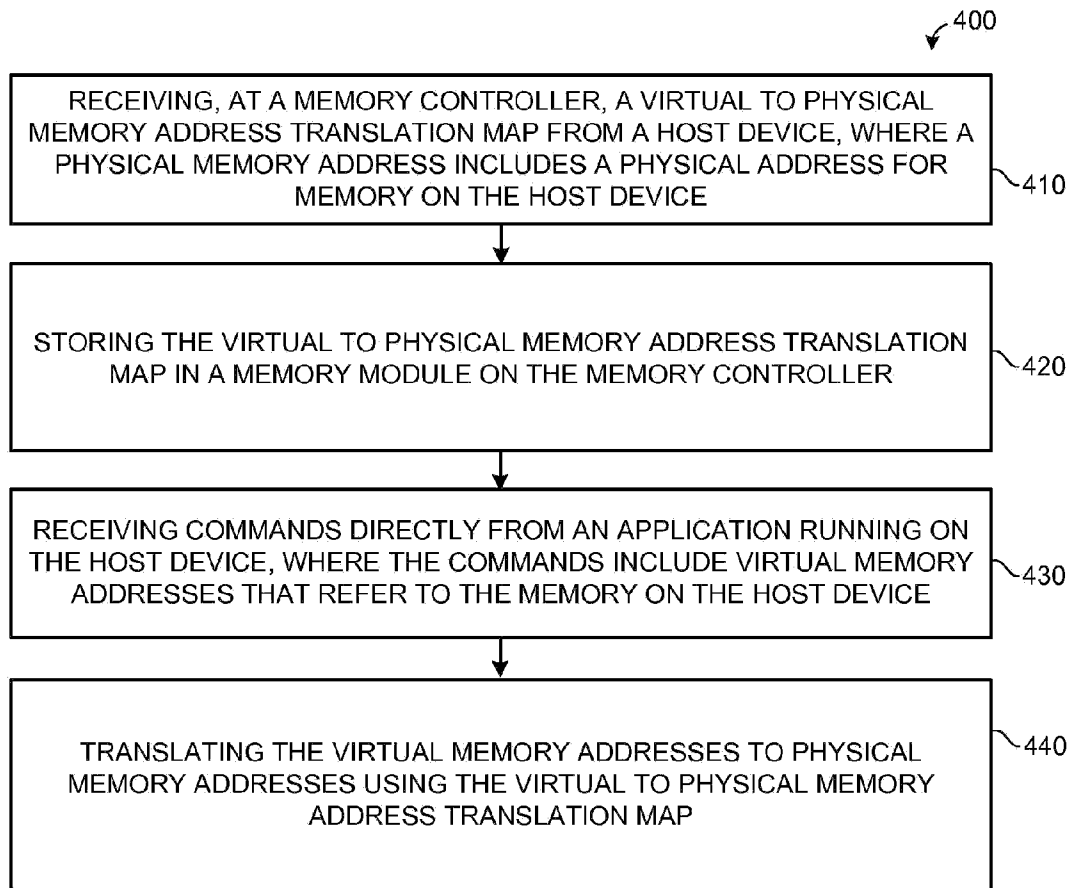 400
RECEIVING, AT A MEMORY CONTROLLER, A VIRTUAL TO PHYSICAL
MEMORY ADDRESS TRANSLATION MAP FROM A HOST DEVICE, WHERE A
PHYSICAL MEMORY ADDRESS INCLUDES A PHYSICAL ADDRESS FOR
MEMORY ON THE HOST DEVICE
410
STORING THE VIRTUAL TO PHYSICAL MEMORY ADDRESS TRANSLATION
MAP IN A MEMORY MODULE ON THE MEMORY CONTROLLER
420
RECEIVING COMMANDS DIRECTLY FROM AN APPLICATION RUNNING ON
THE HOST DEVICE, WHERE THE COMMANDS INCLUDE VIRTUAL MEMORY
ADDRESSES THAT REFER TO THE MEMORY ON THE HOST DEVICE
430
TRANSLATING THE VIRTUAL MEMORY ADDRESSES TO PHYSICAL
MEMORY ADDRESSES USING THE VIRTUAL TO PHYSICAL MEMORY
ADDRESS TRANSLATION MAP
440